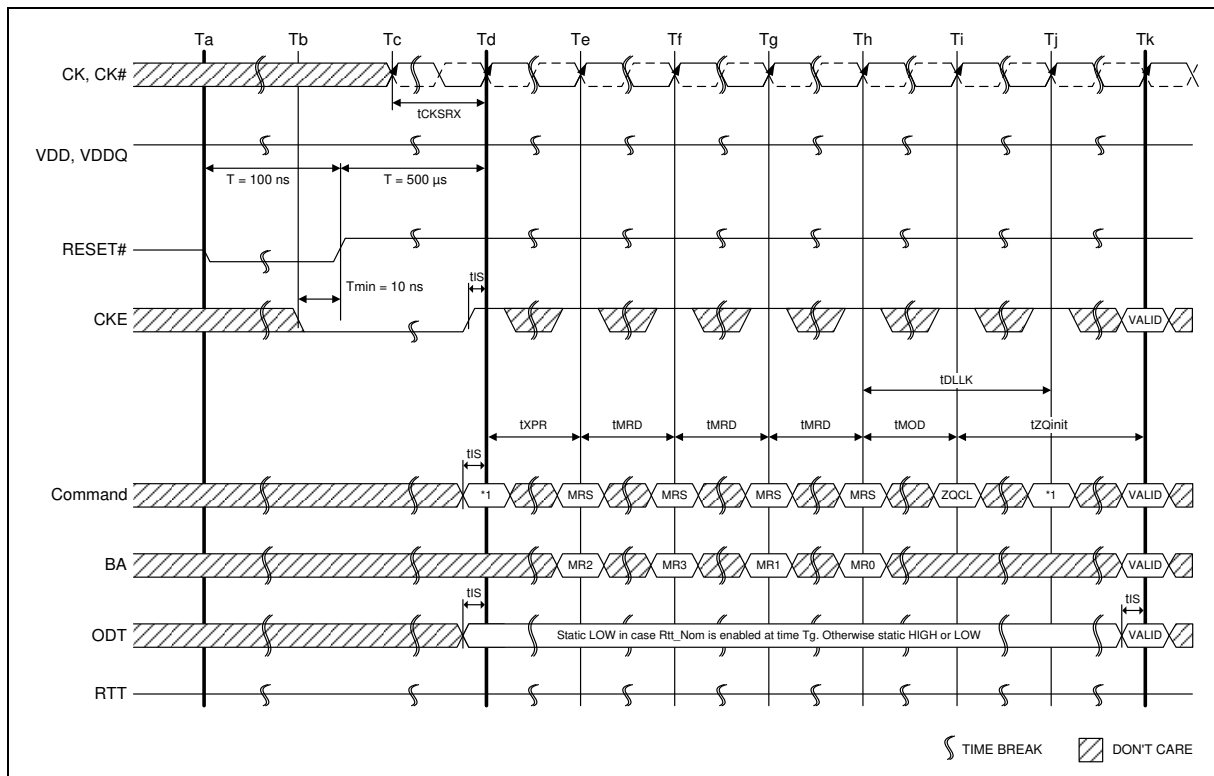 Ta Tb Tc Td Te Tf Tg Th Ti Tj Tk
CK, CK#
tCKSRX
VDD, VDDQ
T = 100 ns T = 500 µs
RESET#
tIS
Tmin = 10 ns
CKE VALID
tDLLK
tXPR tMRD tMRD tMRD tMOD tZQinit
tIS
Command *1 MRS MRS MRS MRS ZQCL *1 VALID
BA MR2 MR3 MR1 MR0 VALID
tIS tIS
ODT Static LOW in case Rtt_Nom is enabled at time Tg. Otherwise static HIGH or LOW VALID
RTT
TIME BREAK DON'T CARE